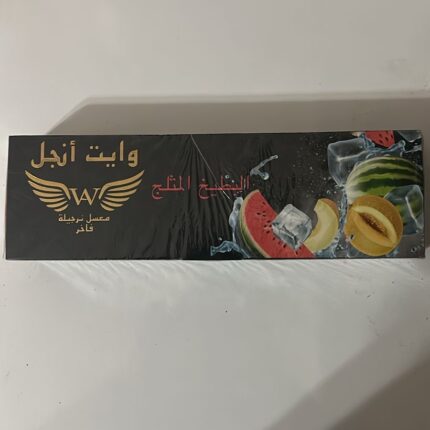 وايت أنجل
W
معسل نرجيلة
فاخر
البطيخ المثلج